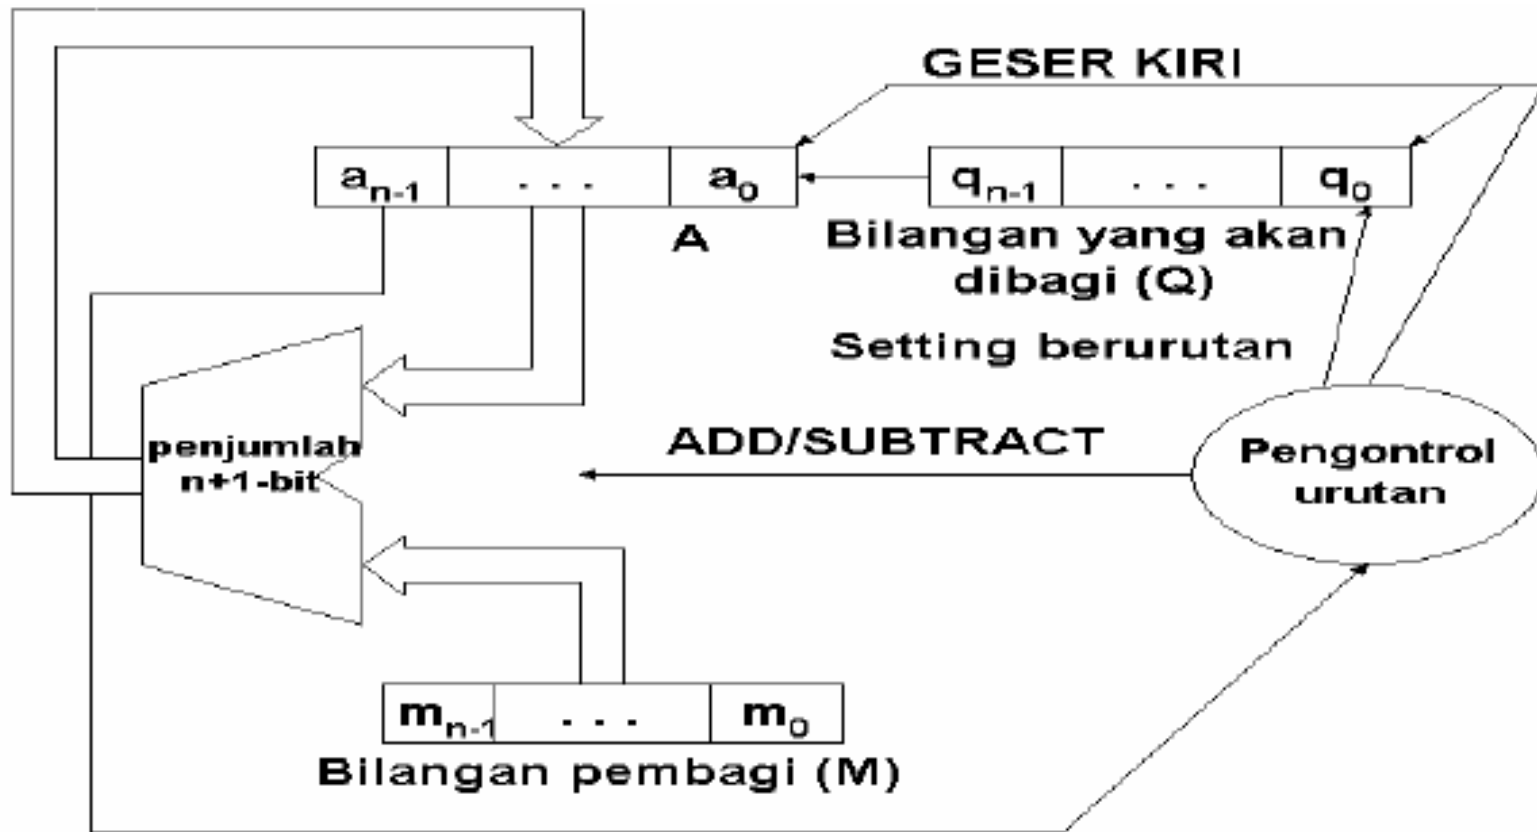 GESER KIRI
aₙ₋₁ . . . a₀
qₙ₋₁ . . . q₀
A
Bilangan yang akan
dibagi (Q)
Setting berurutan
penjumlah
n+1-bit
ADD/SUBTRACT
Pengontrol
urutan
mₙ₋₁ . . . m₀
Bilangan pembagi (M)